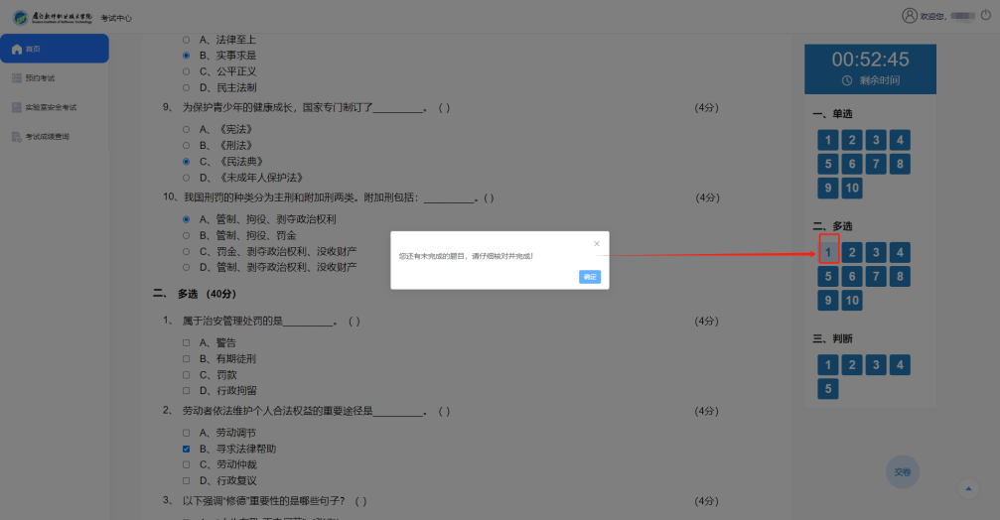 厦门软件职业技术学院
考试中心
欢迎您,
首页
预约考试
实验室安全考试
考试成绩查询
A、法律至上
B、实事求是
C、公平正义
D、民主法制
9、 为保护青少年的健康成长，国家专门制订了_________。 ( ) (4分)
A、《宪法》
B、《刑法》
C、《民法典》
D、《未成年人保护法》
10、我国刑罚的种类分为主刑和附加刑两类。附加刑包括：_________。( ) (4分)
A、管制、拘役、剥夺政治权利
B、管制、拘役、罚金
C、罚金、剥夺政治权利、没收财产
D、管制、剥夺政治权利、没收财产
二、 多选 （40分）
1、 属于治安管理处罚的是_________。 ( ) (4分)
A、警告
B、有期徒刑
C、罚款
D、行政拘留
2、 劳动者依法维护个人合法权益的重要途径是_________。 ( ) (4分)
A、劳动调节
B、寻求法律帮助
C、劳动仲裁
D、行政复议
3、 以下强调“修德”重要性的是哪些句子？ ( ) (4分)
您还有未完成的题目，请仔细核对并完成！
确定
00:52:45
剩余时间
一、单选
1 2 3 4
5 6 7 8
9 10
二、多选
1 2 3 4
5 6 7 8
9 10
三、判断
1 2 3 4
5
交卷